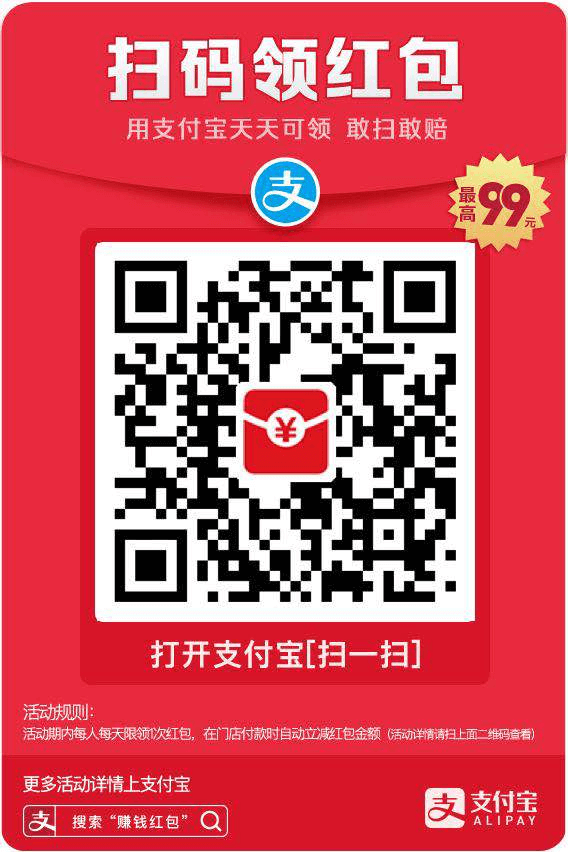 扫码领红包
用支付宝天天可领 敢扫敢赔
支
最高99元
¥
打开支付宝[扫一扫]
活动规则:
活动期内每人每天限领1次红包，在门店付款时自动立减红包金额（活动详情请扫上面二维码查看）
更多活动详情上支付宝
支 搜索“赚钱红包”
支 支付宝
ALIPAY